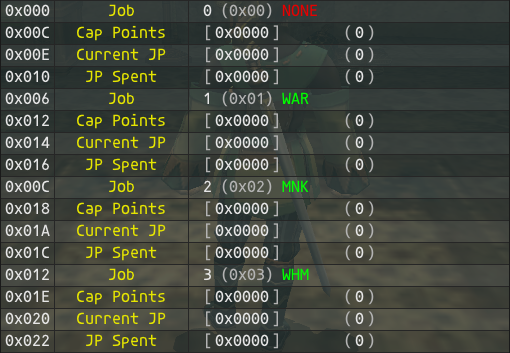 0x000 Job 0 (0x00) NONE
0x00C Cap Points [0x0000] (0)
0x00E Current JP [0x0000] (0)
0x010 JP Spent [0x0000] (0)
0x006 Job 1 (0x01) WAR
0x012 Cap Points [0x0000] (0)
0x014 Current JP [0x0000] (0)
0x016 JP Spent [0x0000] (0)
0x00C Job 2 (0x02) MNK
0x018 Cap Points [0x0000] (0)
0x01A Current JP [0x0000] (0)
0x01C JP Spent [0x0000] (0)
0x012 Job 3 (0x03) WHM
0x01E Cap Points [0x0000] (0)
0x020 Current JP [0x0000] (0)
0x022 JP Spent [0x0000] (0)